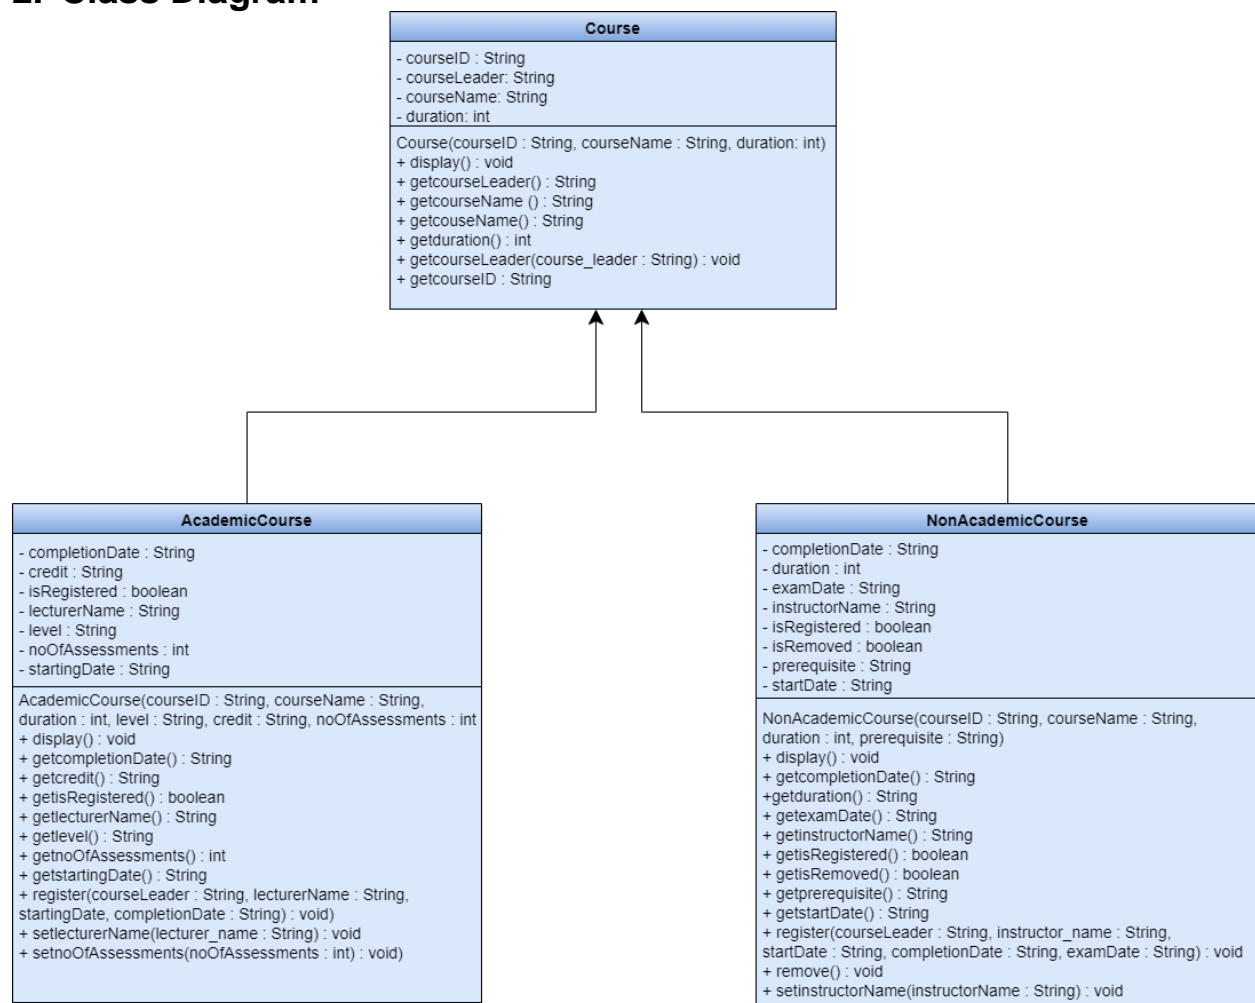 2. Class Diagram
Course
- courseID : String
- courseLeader: String
- courseName: String
- duration: int
Course(courseID : String, courseName : String, duration: int)
+ display() : void
+ getcourseLeader() : String
+ getcourseName () : String
+ getcouseName() : String
+ getduration() : int
+ getcourseLeader(course_leader : String) : void
+ getcourseID : String
AcademicCourse
- completionDate : String
- credit : String
- isRegistered : boolean
- lecturerName : String
- level : String
- noOfAssessments : int
- startingDate : String
AcademicCourse(courseID : String, courseName : String,
duration : int, level : String, credit : String, noOfAssessments : int
+ display() : void
+ getcompletionDate() : String
+ getcredit() : String
+ getisRegistered() : boolean
+ getlecturerName() : String
+ getlevel() : String
+ getnoOfAssessments() : int
+ getstartingDate() : String
+ register(courseLeader : String, lecturerName : String,
startingDate, completionDate : String) : void)
+ setlecturerName(lecturer_name : String) : void
+ setnoOfAssessments(noOfAssessments : int) : void)
NonAcademicCourse
- completionDate : String
- duration : int
- examDate : String
- instructorName : String
- isRegistered : boolean
- isRemoved : boolean
- prerequisite : String
- startDate : String
NonAcademicCourse(courseID : String, courseName : String,
duration : int, prerequisite : String)
+ display() : void
+ getcompletionDate() : String
+getduration() : String
+ getexamDate() : String
+ getinstructorName() : String
+ getisRegistered() : boolean
+ getisRemoved() : boolean
+ getprerequisite() : String
+ getstartDate() : String
+ register(courseLeader : String, instructor_name : String,
startDate : String, completionDate : String, examDate : String) : void
+ remove() : void
+ setinstructorName(instructorName : String) : void